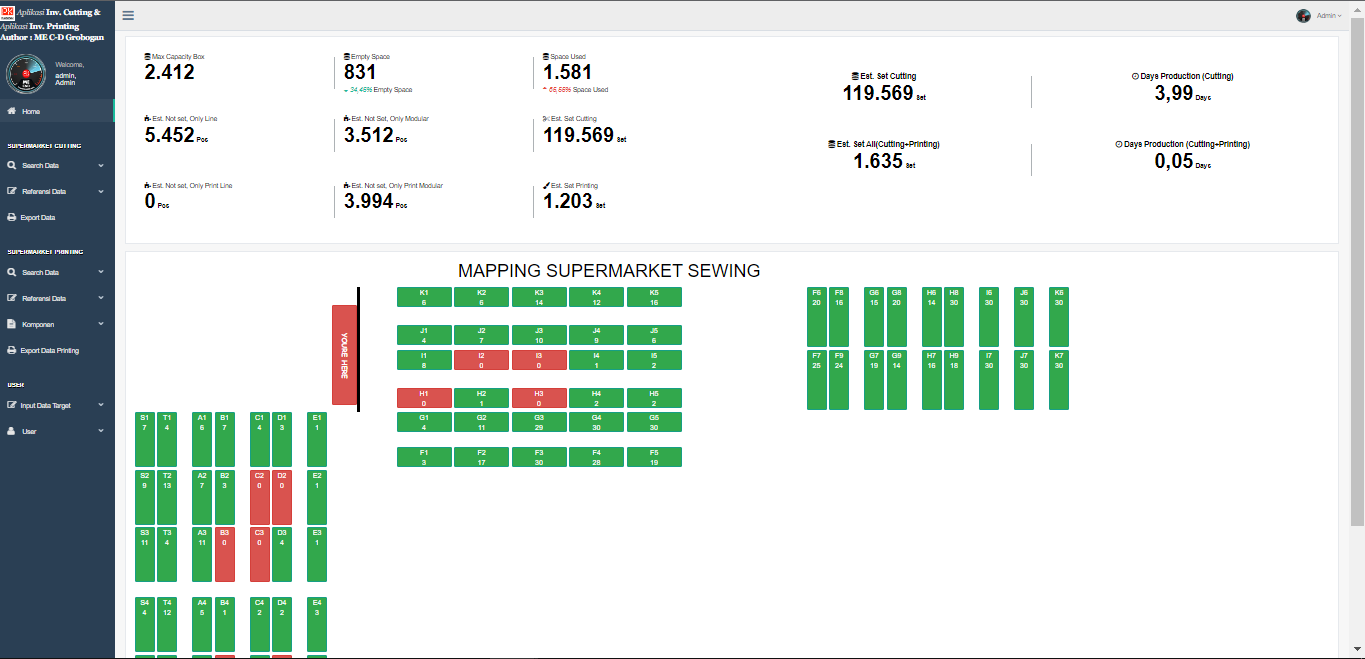 Aplikasi Inv. Cutting &
Aplikasi Inv. Printing
Author : ME C-D Grobogan
Welcome,
admin,
Admin
Home
SUPERMARKET CUTTING
Search Data
Referensi Data
Export Data
SUPERMARKET PRINTING
Search Data
Referensi Data
Komponen
Export Data Printing
USER
Input Data Target
User
Admin
Max Capacity Box
2.412
Empty Space
831
34,45% Empty Space
Space Used
1.581
65,55% Space Used
Est. Not set, Only Line
5.452 Pcs
Est. Not Set, Only Modular
3.512 Pcs
Est. Set Cutting
119.569 Set
Est. Not set, Only Print Line
0 Pcs
Est. Not set, Only Print Modular
3.994 Pcs
Est. Set Printing
1.203 Set
Est. Set Cutting
119.569 Set
Days Production (Cutting)
3,99 Days
Est. Set All(Cutting+Printing)
1.635 Set
Days Production (Cutting+Printing)
0,05 Days
MAPPING SUPERMARKET SEWING
YOURE HERE
K1 K2 K3 K4 K5
6 6 14 12 16
J1 J2 J3 J4 J5
4 7 10 9 6
I1 I2 I3 I4 I5
8 0 0 1 2
H1 H2 H3 H4 H5
0 1 0 2 2
G1 G2 G3 G4 G5
4 11 29 30 30
F1 F2 F3 F4 F5
3 17 30 28 19
F6 F8 G6 G8 H6 H8 I6 J6 K6
20 16 15 20 14 30 30 30 30
F7 F9 G7 G9 H7 H9 I7 J7 K7
25 24 19 14 16 18 30 30 30
S1 T1 A1 B1 C1 D1 E1
7 4 6 7 4 3 1
S2 T2 A2 B2 C2 D2 E2
9 13 7 3 0 0 1
S3 T3 A3 B3 C3 D3 E3
11 4 11 0 0 4 1
S4 T4 A4 B4 C4 D4 E4
4 12 5 1 2 2 3